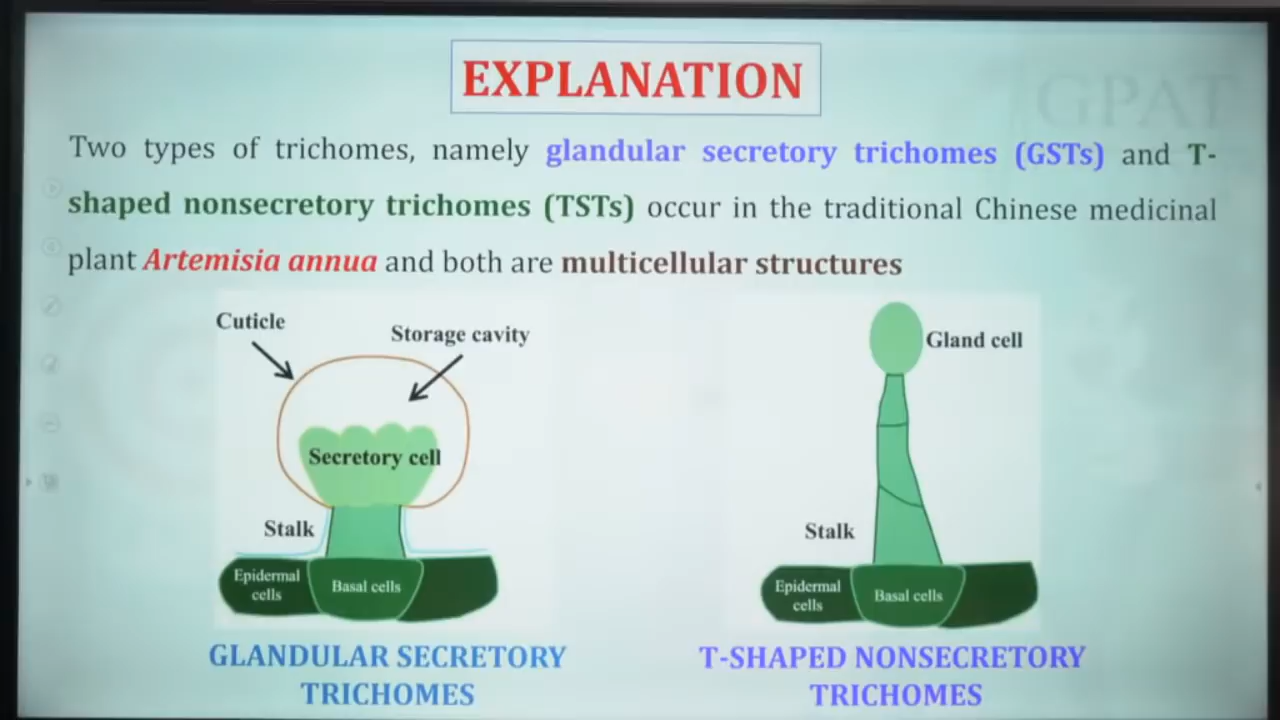 GPAT
EXPLANATION
Two types of trichomes, namely glandular secretory trichomes (GSTs) and T-
shaped nonsecretory trichomes (TSTs) occur in the traditional Chinese medicinal
plant Artemisia annua and both are multicellular structures
Cuticle
Storage cavity
Secretory cell
Stalk
Epidermal
cells
Basal cells
GLANDULAR SECRETORY
TRICHOMES
Gland cell
Stalk
Epidermal
cells
Basal cells
T-SHAPED NONSECRETORY
TRICHOMES